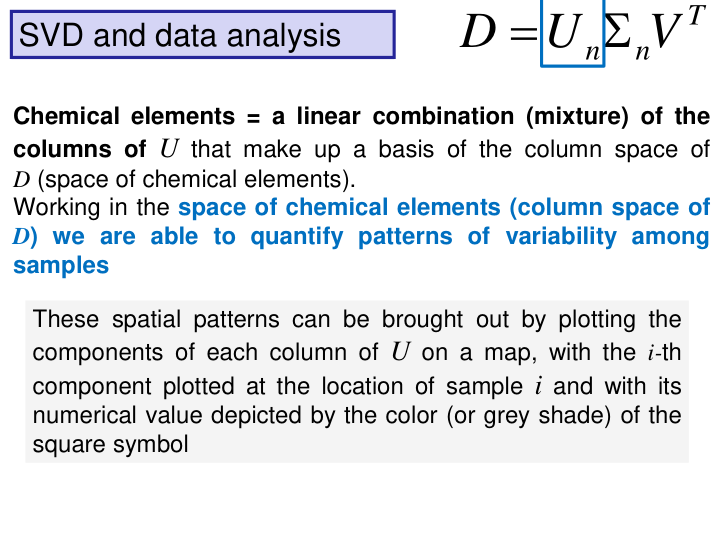 SVD and data analysis
D = U_n Σ_n V^T
Chemical elements = a linear combination (mixture) of the
columns of U that make up a basis of the column space of
D (space of chemical elements).
Working in the space of chemical elements (column space of
D) we are able to quantify patterns of variability among
samples
These spatial patterns can be brought out by plotting the
components of each column of U on a map, with the i-th
component plotted at the location of sample i and with its
numerical value depicted by the color (or grey shade) of the
square symbol